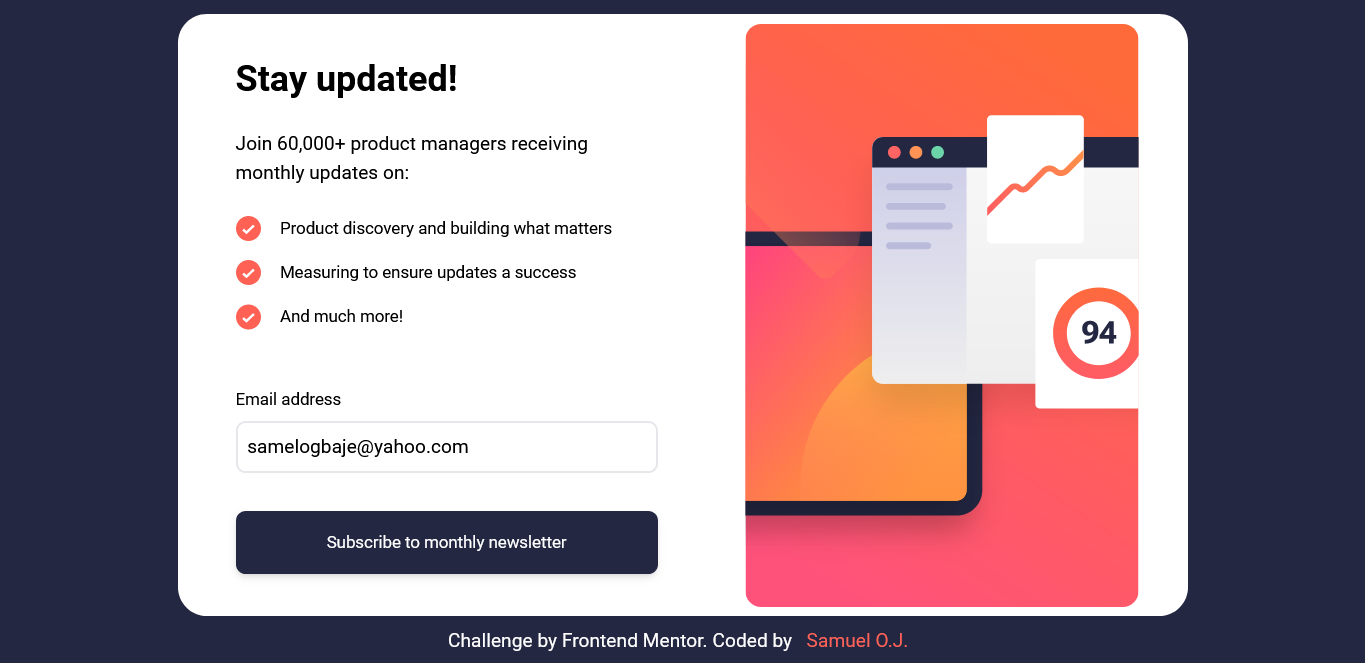 Stay updated!
Join 60,000+ product managers receiving
monthly updates on:
Product discovery and building what matters
Measuring to ensure updates a success
And much more!
Email address
samelogbaje@yahoo.com
Subscribe to monthly newsletter
94
Challenge by Frontend Mentor. Coded by Samuel O.J.